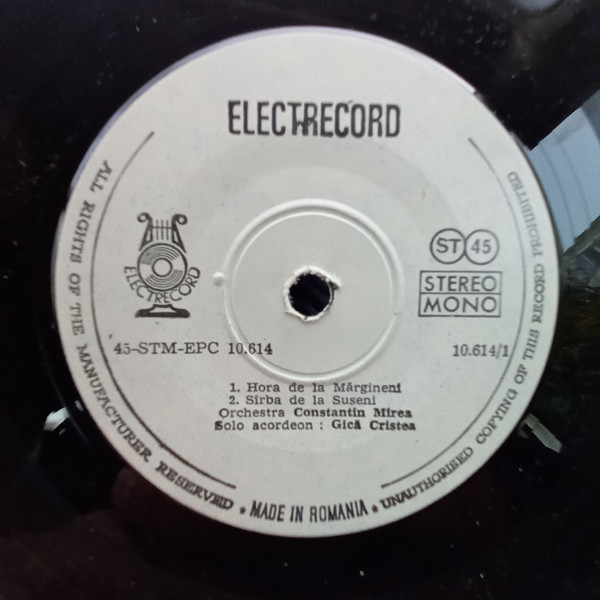 ELECTRECORD
ELECTRECORD
ST 45
STEREO
MONO
45-STM-EPC 10.614
10.614/1
1. Hora de la Mărgineni
2. Sîrba de la Suseni
Orchestra Constantin Mirea
Solo acordeon : Gică Cristea
ALL RIGHTS OF THE MANUFACTURER RESERVED ★ MADE IN ROMANIA ★ UNAUTHORISED COPYING OF THIS RECORD PROHIBITED